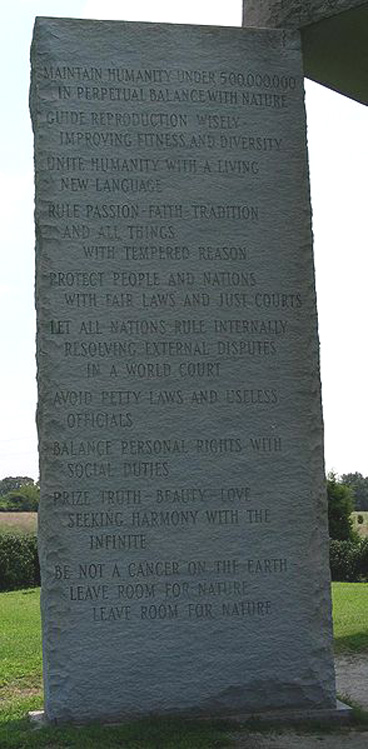 MAINTAIN HUMANITY UNDER 500,000,000
IN PERPETUAL BALANCE WITH NATURE
GUIDE REPRODUCTION WISELY-
IMPROVING FITNESS AND DIVERSITY
UNITE HUMANITY WITH A LIVING
NEW LANGUAGE
RULE PASSION-FAITH-TRADITION
AND ALL THINGS
WITH TEMPERED REASON
PROTECT PEOPLE AND NATIONS
WITH FAIR LAWS AND JUST COURTS
LET ALL NATIONS RULE INTERNALLY
RESOLVING EXTERNAL DISPUTES
IN A WORLD COURT
AVOID PETTY LAWS AND USELESS
OFFICIALS
BALANCE PERSONAL RIGHTS WITH
SOCIAL DUTIES
PRIZE TRUTH-BEAUTY-LOVE
SEEKING HARMONY WITH THE
INFINITE
BE NOT A CANCER ON THE EARTH
LEAVE ROOM FOR NATURE
LEAVE ROOM FOR NATURE